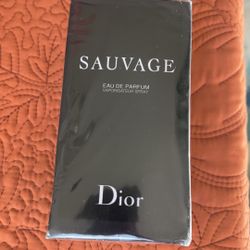 SAUVAGE
EAU DE PARFUM
VAPORISATEUR SPRAY
Dior